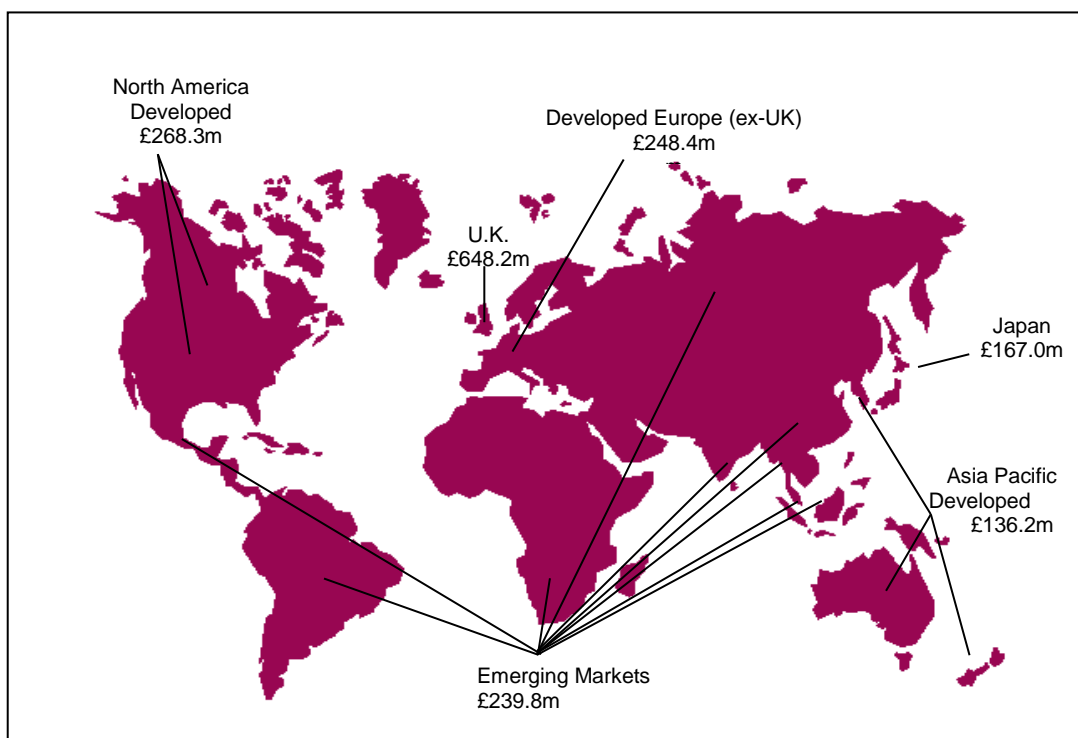 North America
Developed
£268.3m
Developed Europe (ex-UK)
£248.4m
U.K.
£648.2m
Japan
£167.0m
Asia Pacific
Developed
£136.2m
Emerging Markets
£239.8m